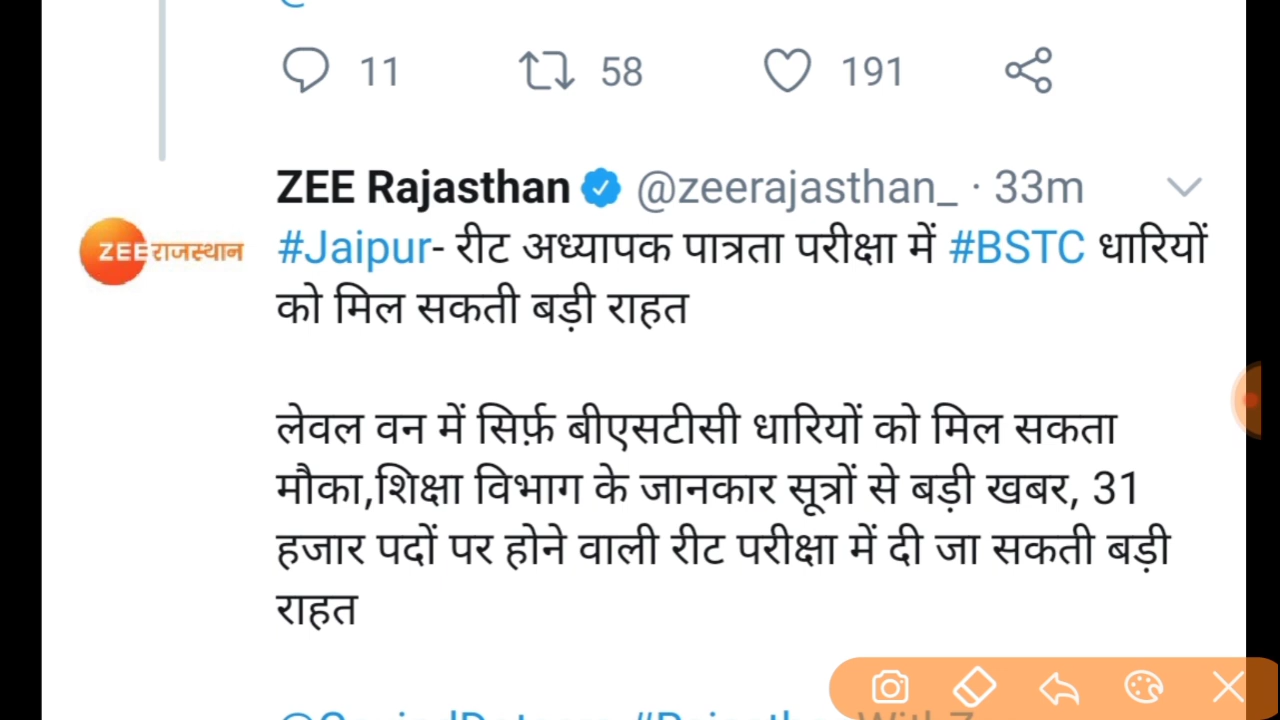 11 58 191
ZEE Rajasthan @zeerajasthan_ · 33m
ZEE राजस्थान
#Jaipur- रीट अध्यापक पात्रता परीक्षा में #BSTC धारियों
को मिल सकती बड़ी राहत
लेवल वन में सिर्फ़ बीएसटीसी धारियों को मिल सकता
मौका,शिक्षा विभाग के जानकार सूत्रों से बड़ी खबर, 31
हजार पदों पर होने वाली रीट परीक्षा में दी जा सकती बड़ी
राहत